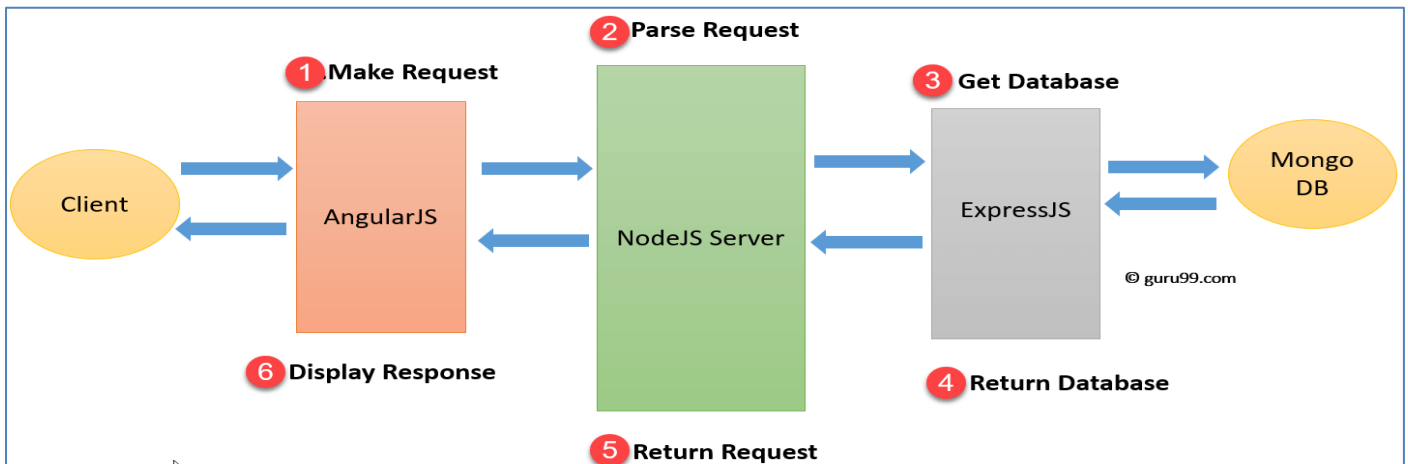 2 Parse Request
1 .Make Request
3 Get Database
Client
AngularJS
NodeJS Server
ExpressJS
Mongo
DB
© guru99.com
6 Display Response
4 Return Database
5 Return Request